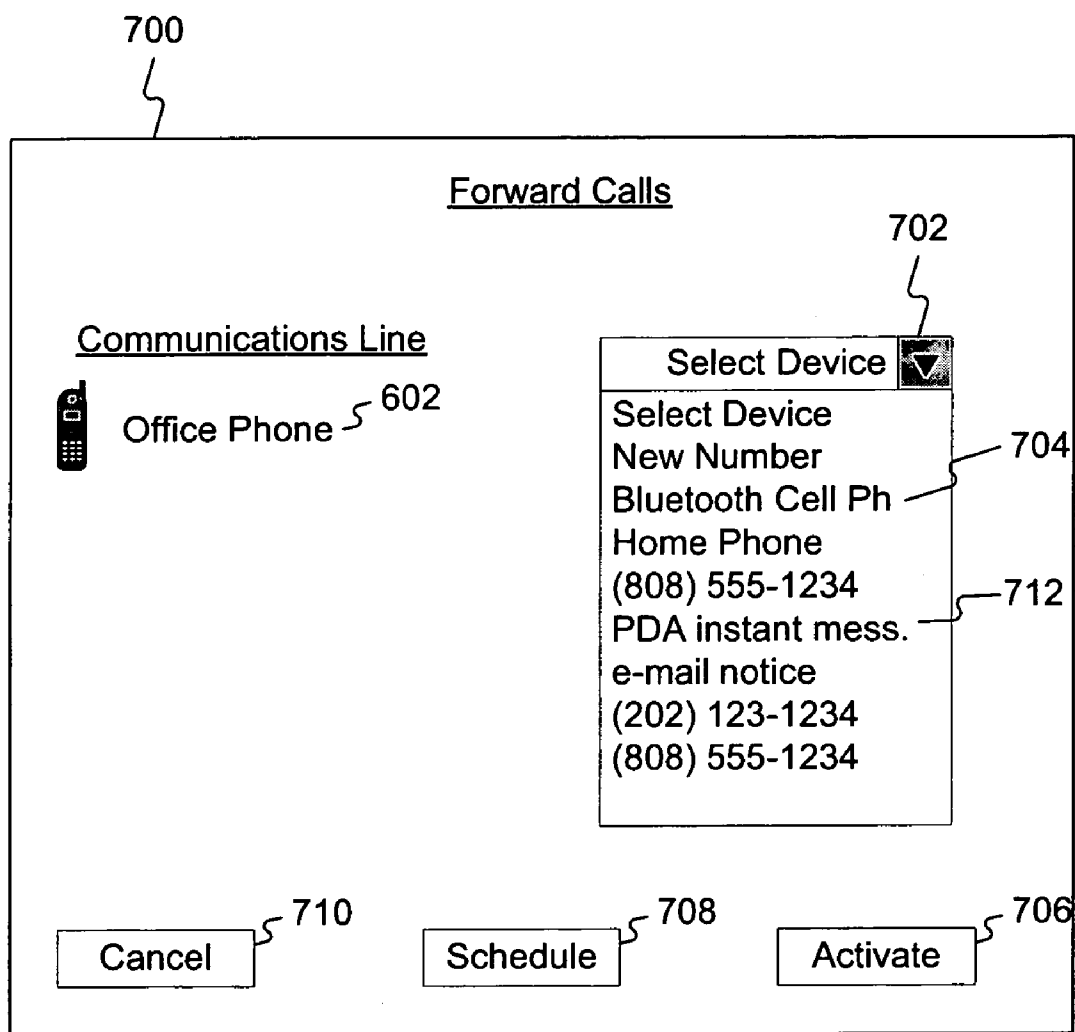 700
Forward Calls
702
Communications Line
Select Device
Office Phone 602
Select Device
New Number
704
Bluetooth Cell Ph
Home Phone
(808) 555-1234
712
PDA instant mess.
e-mail notice
(202) 123-1234
(808) 555-1234
710
708
706
Cancel
Schedule
Activate